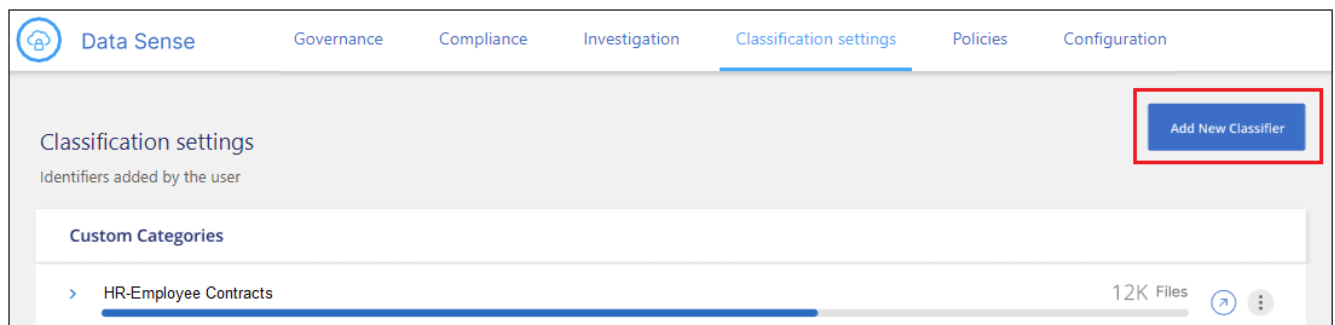 Data Sense Governance Compliance Investigation Classification settings Policies Configuration
Add New Classifier
Classification settings
Identifiers added by the user
Custom Categories
HR-Employee Contracts 12K Files